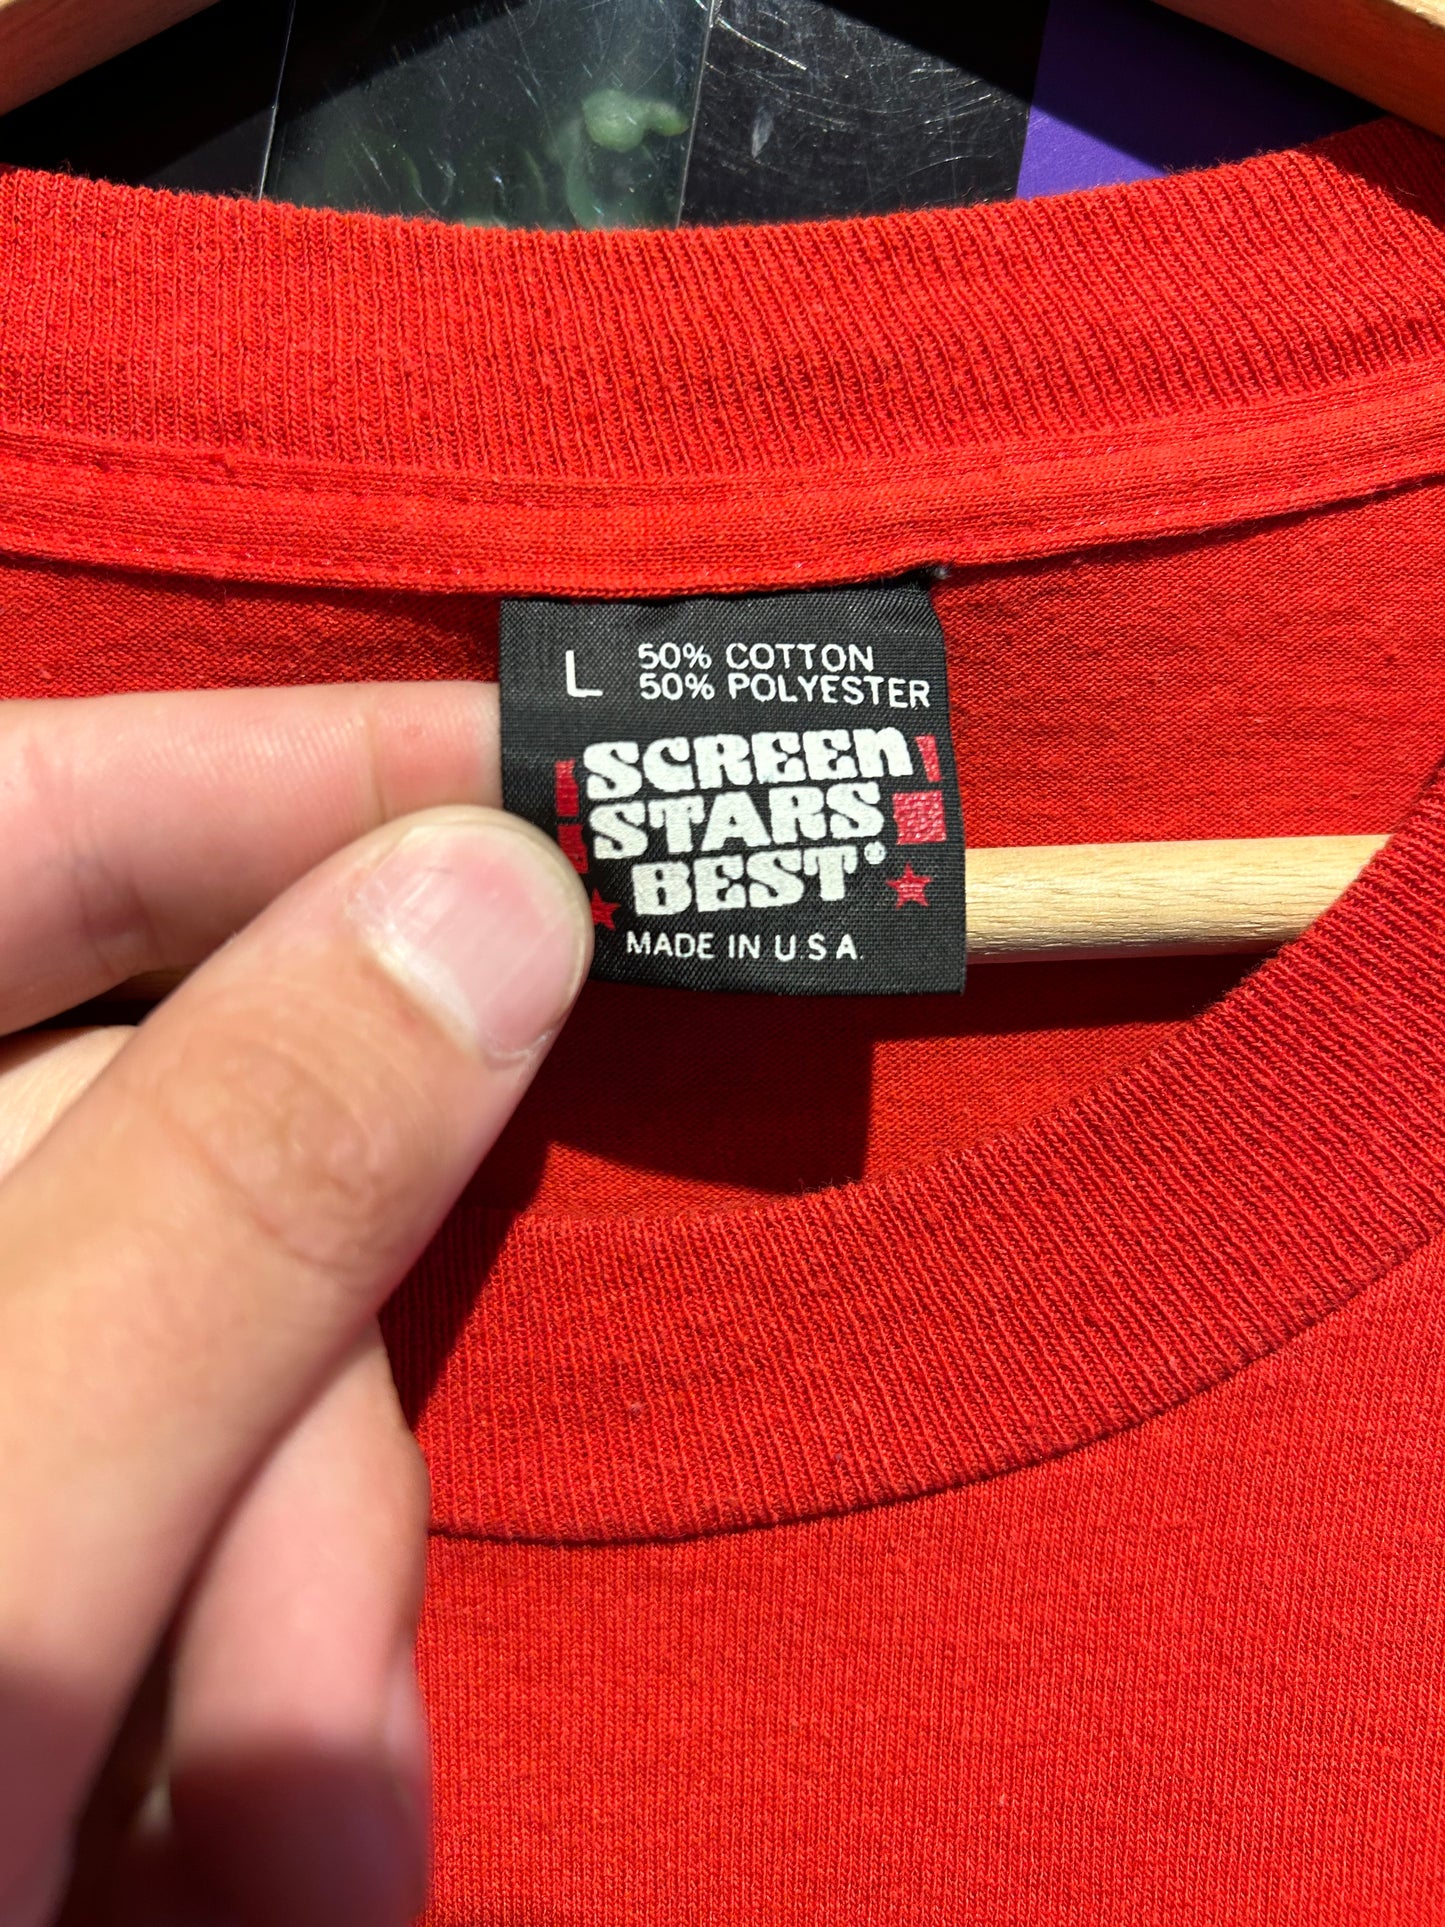 L 50% COTTON
50% POLYESTER
SCREEN
STARS
BEST®
MADE IN U.S.A.